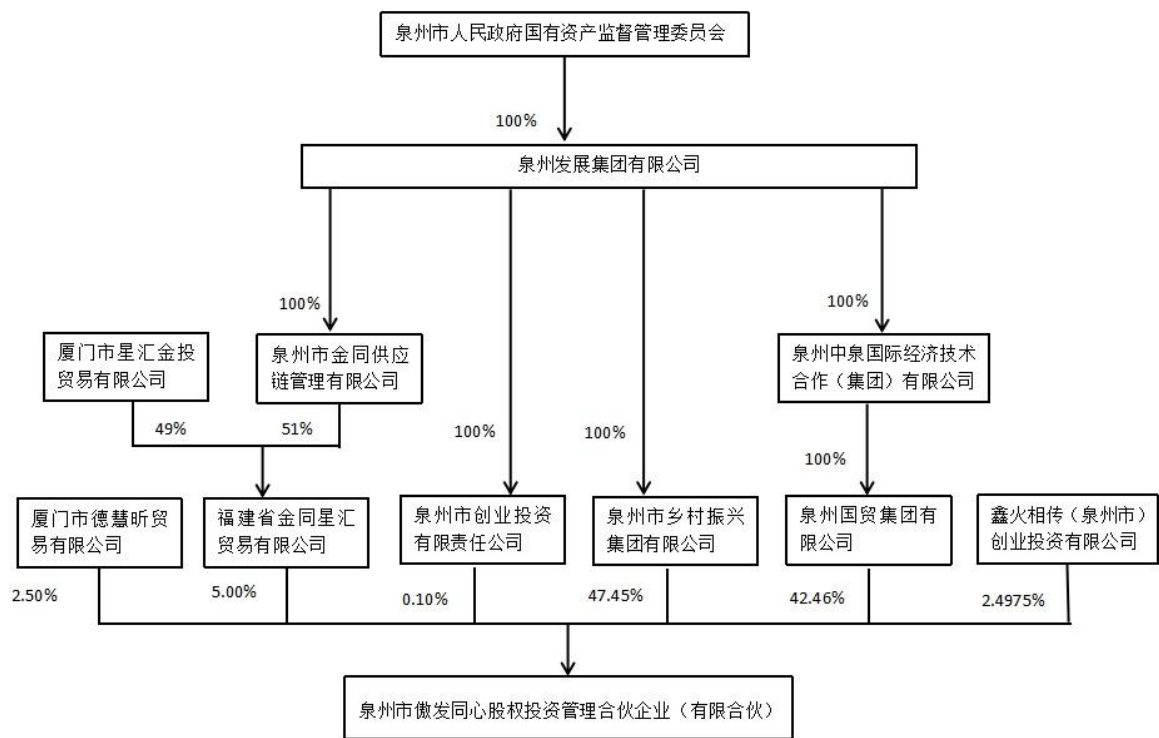 泉州市人民政府国有资产监督管理委员会
100%
泉州发展集团有限公司
100%
100%
厦门市星汇金投
贸易有限公司
泉州市金同供应
链管理有限公司
泉州中泉国际经济技术
合作（集团）有限公司
49%
51%
100%
100%
100%
厦门市德慧昕贸
易有限公司
福建省金同星汇
贸易有限公司
泉州市创业投资
有限责任公司
泉州市乡村振兴
集团有限公司
泉州国贸集团有
限公司
鑫火相传（泉州市）
创业投资有限公司
2.50%
5.00%
0.10%
47.45%
42.46%
2.4975%
泉州市傲发同心股权投资管理合伙企业（有限合伙）